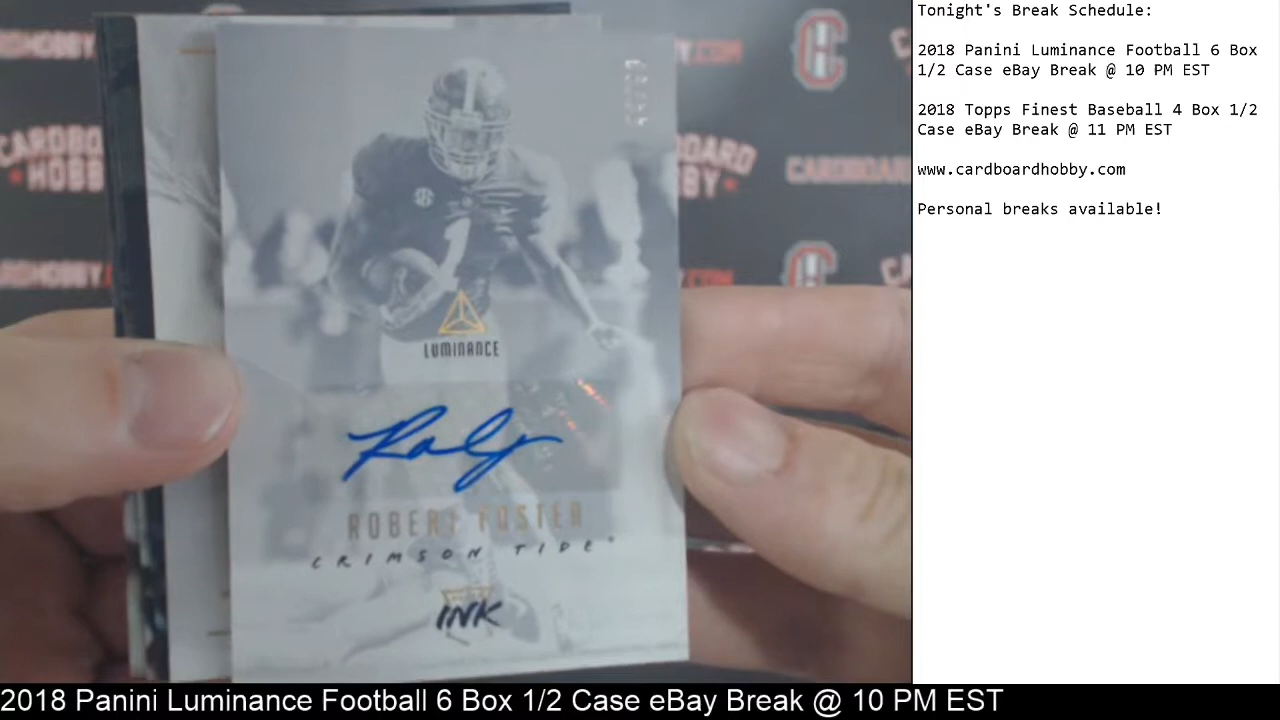 CARDBOARD
HOBBY
LUMINANCE
1
ROBERT FOSTER
CRIMSON TIDE
INK
Tonight's Break Schedule:
2018 Panini Luminance Football 6 Box
1/2 Case eBay Break @ 10 PM EST
2018 Topps Finest Baseball 4 Box 1/2
Case eBay Break @ 11 PM EST
www.cardboardhobby.com
Personal breaks available!
2018 Panini Luminance Football 6 Box 1/2 Case eBay Break @ 10 PM EST